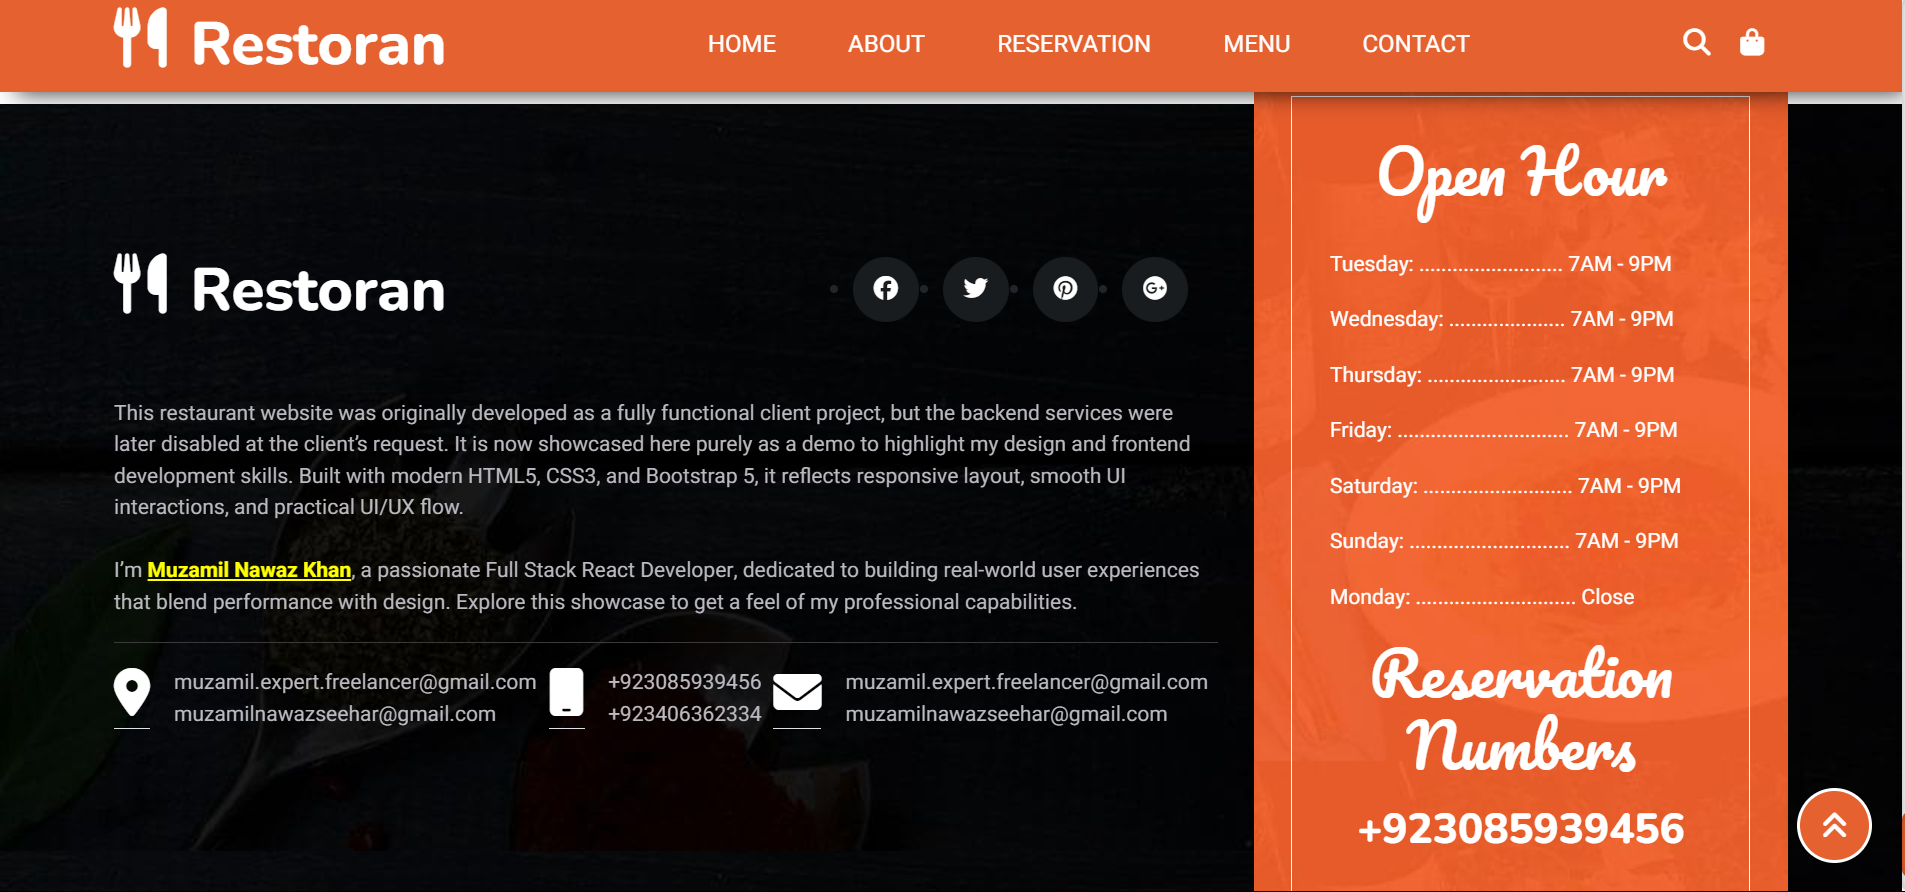 Restoran
HOME ABOUT RESERVATION MENU CONTACT
Restoran
This restaurant website was originally developed as a fully functional client project, but the backend services were
later disabled at the client’s request. It is now showcased here purely as a demo to highlight my design and frontend
development skills. Built with modern HTML5, CSS3, and Bootstrap 5, it reflects responsive layout, smooth UI
interactions, and practical UI/UX flow.
I’m Muzamil Nawaz Khan, a passionate Full Stack React Developer, dedicated to building real-world user experiences
that blend performance with design. Explore this showcase to get a feel of my professional capabilities.
muzamil.expert.freelancer@gmail.com
muzamilnawazseehar@gmail.com
+923085939456
+923406362334
muzamil.expert.freelancer@gmail.com
muzamilnawazseehar@gmail.com
Open Hour
Tuesday: .......................... 7AM - 9PM
Wednesday: ..................... 7AM - 9PM
Thursday: ......................... 7AM - 9PM
Friday: ............................... 7AM - 9PM
Saturday: ........................... 7AM - 9PM
Sunday: ............................. 7AM - 9PM
Monday: ............................. Close
Reservation
Numbers
+923085939456